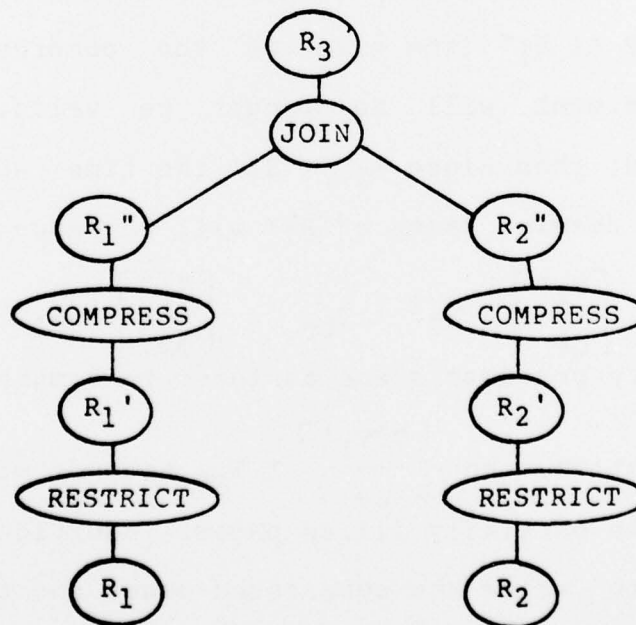 R₃
JOIN
R₁" R₂"
COMPRESS COMPRESS
R₁' R₂'
RESTRICT RESTRICT
R₁ R₂